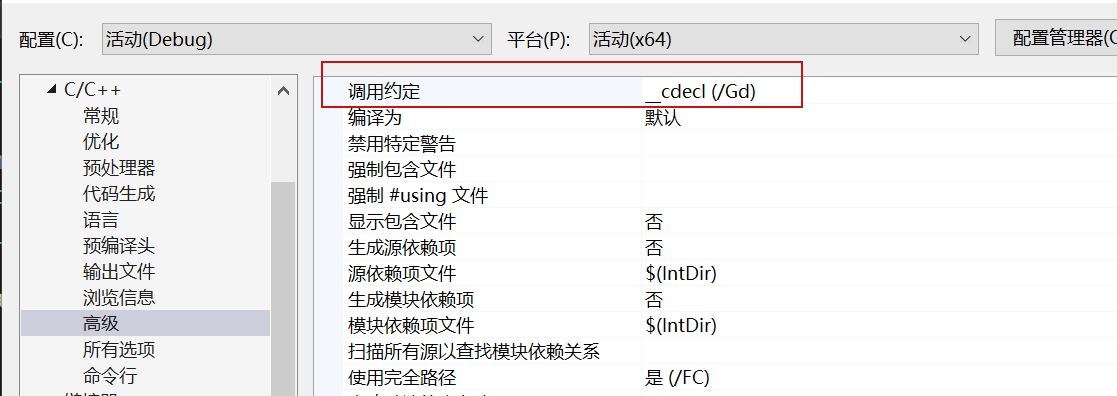 配置(C): 活动(Debug) 平台(P): 活动(x64) 配置管理器(
C/C++
常规
优化
预处理器
代码生成
语言
预编译头
输出文件
浏览信息
高级
所有选项
命令行
调用约定 __cdecl (/Gd)
编译为 默认
禁用特定警告
强制包含文件
强制 #using 文件
显示包含文件 否
生成源依赖项 否
源依赖项文件 $(IntDir)
生成模块依赖项 否
模块依赖项文件 $(IntDir)
扫描所有源以查找模块依赖关系
使用完全路径 是 (/FC)